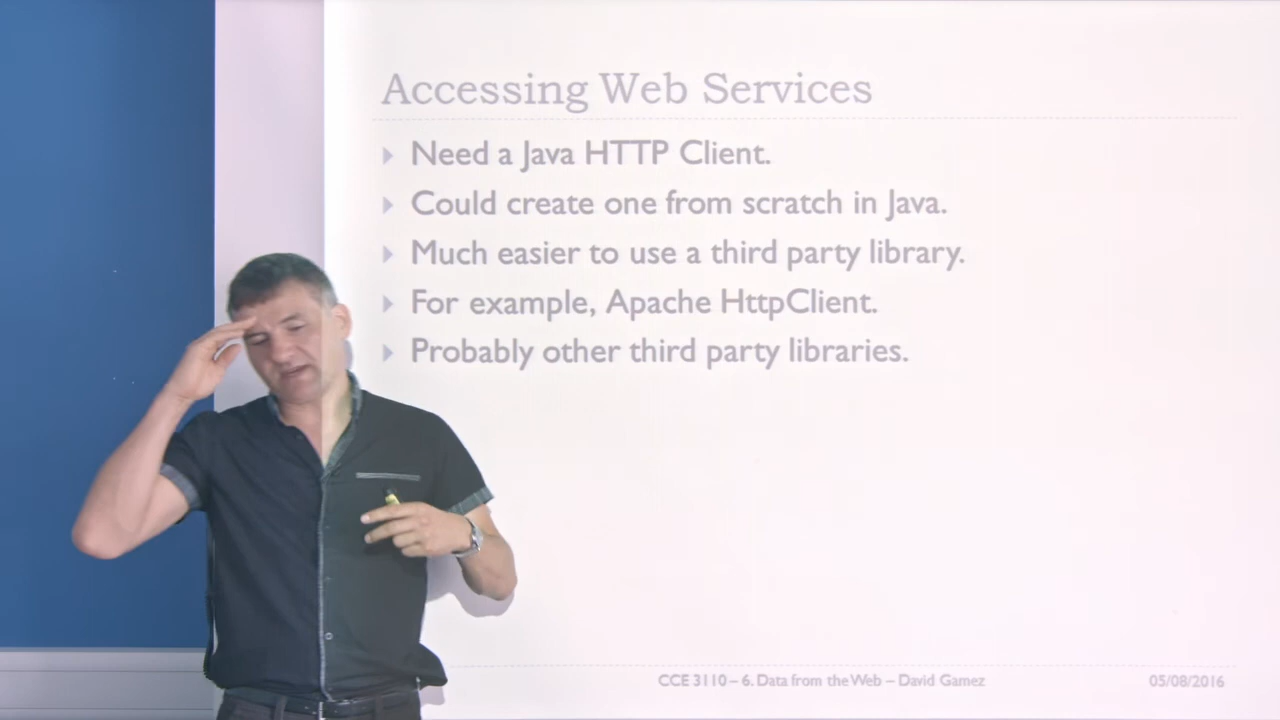 Accessing Web Services
Need a Java HTTP Client.
Could create one from scratch in Java.
Much easier to use a third party library.
For example, Apache HttpClient.
Probably other third party libraries.
CCE 3110 – 6. Data from the Web – David Gamez
05/08/2016